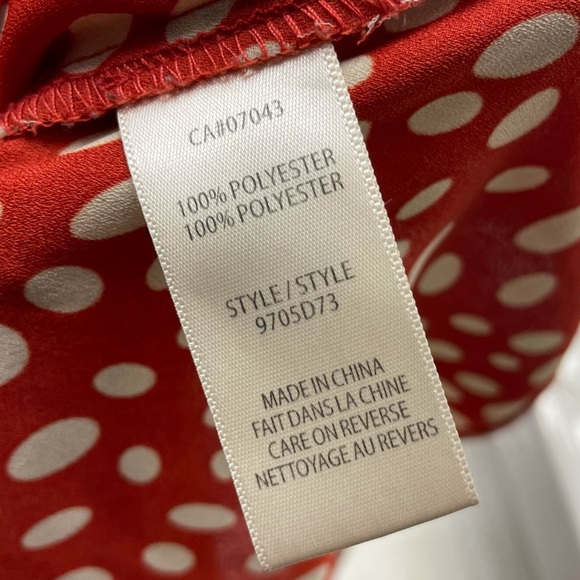 CA#07043
100% POLYESTER
100% POLYESTER
STYLE / STYLE
9705D73
MADE IN CHINA
FAIT DANS LA CHINE
CARE ON REVERSE
NETTOYAGE AU REVERS